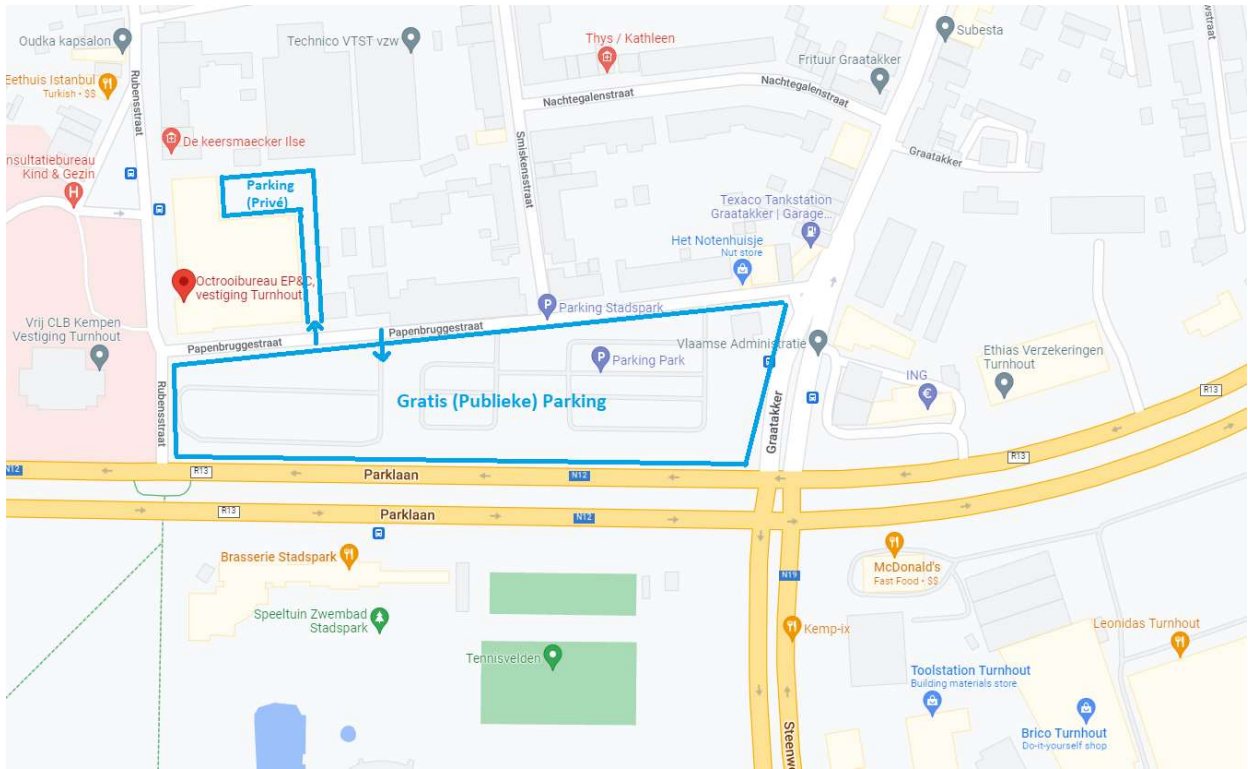 Oudka kapsalon
Technico VTST vzw
Thys / Kathleen
Subesta
Frituur Graatakker
Eethuis Istanbul
Turkish • $$
Rubensstraat
Nachtegalenstraat
Nachtegalenstraat
De keersmaecker Ilse
Smiskensstraat
Graatakker
Kind & Gezin
H
Parking
(Privé)
Texaco Tankstation
Graatakker | Garage...
Het Notenhuisje
Nut store
Octrooibureau EP&C,
vestiging Turnhout
P
Parking Stadspark
Vrij CLB Kempen
Vestiging Turnhout
Papenbruggestraat
Papenbruggestraat
Vlaamse Administratie
P
Parking Park
Ethias Verzekeringen
Turnhout
ING
€
Rubensstraat
Gratis (Publieke) Parking
Graatakker
R13
R13
N12
R13
Parklaan
N12
R13
Parklaan
N12
Brasserie Stadspark
McDonald's
Fast Food • $$
N19
Speeltuin Zwembad
Stadspark
Kemp-ix
Leonidas Turnhout
Tennisvelden
Toolstation Turnhout
Building materials store
Brico Turnhout
Do-it-yourself shop